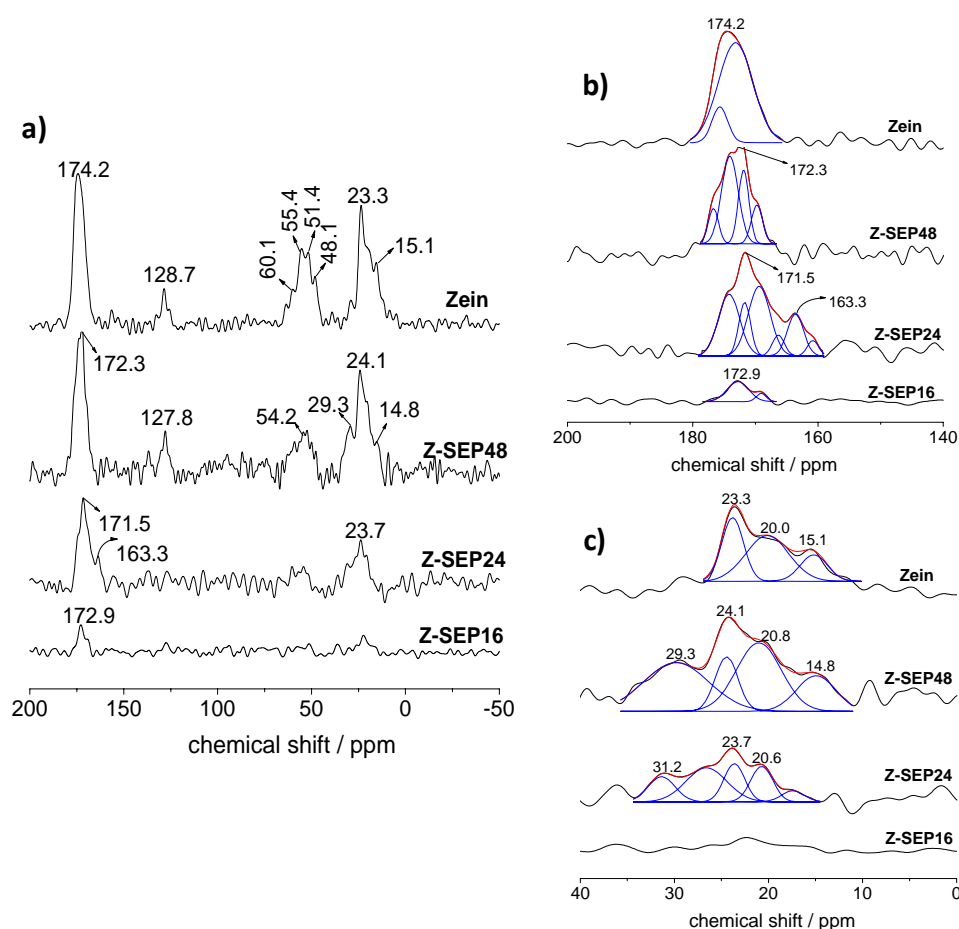 a)
174.2
128.7
60.1
55.4
51.4
48.1
23.3
15.1
Zein
172.3
127.8
54.2
29.3
24.1
14.8
Z-SEP48
171.5
163.3
23.7
Z-SEP24
172.9
Z-SEP16
200 150 100 50 0 -50
chemical shift / ppm
b)
174.2
Zein
172.3
Z-SEP48
171.5
163.3
Z-SEP24
172.9
Z-SEP16
200 180 160 140
chemical shift / ppm
c)
23.3
20.0
15.1
Zein
24.1
29.3
20.8
14.8
Z-SEP48
23.7
31.2
20.6
Z-SEP24
Z-SEP16
40 30 20 10 0
chemical shift / ppm